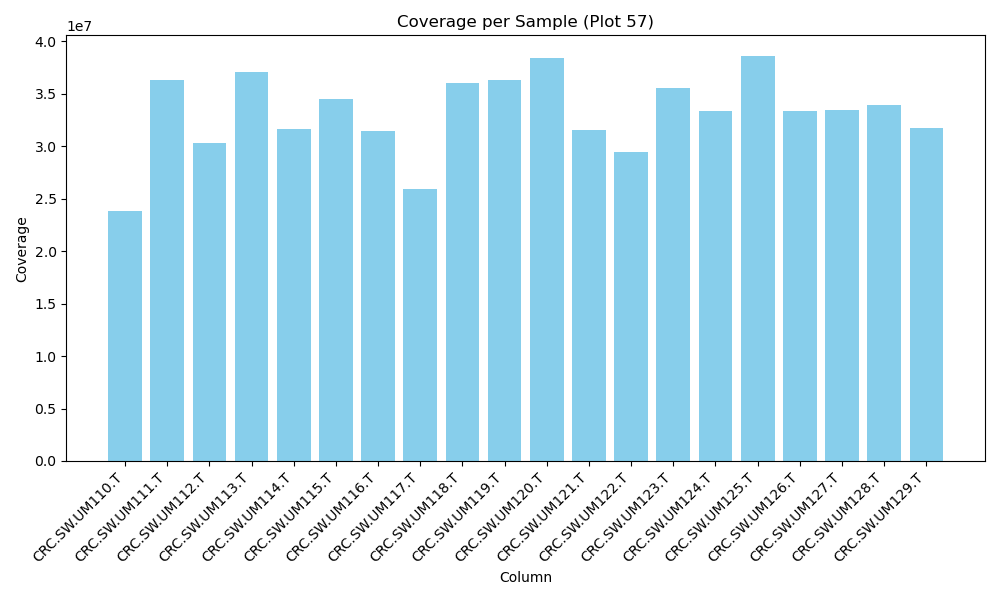 Coverage per Sample (Plot 57)
1e7
4.0
3.5
3.0
2.5
2.0
1.5
1.0
0.5
0.0
Coverage
CRC.SW.UM110.T
CRC.SW.UM111.T
CRC.SW.UM112.T
CRC.SW.UM113.T
CRC.SW.UM114.T
CRC.SW.UM115.T
CRC.SW.UM116.T
CRC.SW.UM117.T
CRC.SW.UM118.T
CRC.SW.UM119.T
CRC.SW.UM120.T
CRC.SW.UM121.T
CRC.SW.UM122.T
CRC.SW.UM123.T
CRC.SW.UM124.T
CRC.SW.UM125.T
CRC.SW.UM126.T
CRC.SW.UM127.T
CRC.SW.UM128.T
CRC.SW.UM129.T
Column